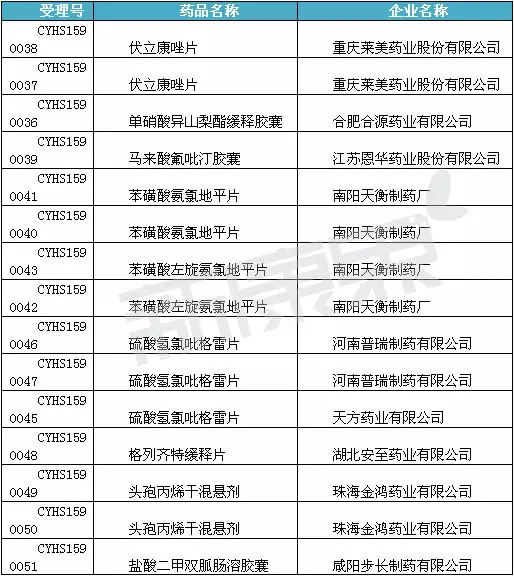 受理号 药品名称 企业名称
CYHS159
0038 伏立康唑片 重庆莱美药业股份有限公司
CYHS159
0037 伏立康唑片 重庆莱美药业股份有限公司
CYHS159
0036 单硝酸异山梨酯缓释胶囊 合肥合源药业有限公司
CYHS159
0039 马来酸氟吡汀胶囊 江苏恩华药业股份有限公司
CYHS159
0041 苯磺酸氨氯地平片 南阳天衡制药厂
CYHS159
0040 苯磺酸氨氯地平片 南阳天衡制药厂
CYHS159
0043 苯磺酸左旋氨氯地平片 南阳天衡制药厂
CYHS159
0042 苯磺酸左旋氨氯地平片 南阳天衡制药厂
CYHS159
0046 硫酸氢氯吡格雷片 河南普瑞制药有限公司
CYHS159
0047 硫酸氢氯吡格雷片 河南普瑞制药有限公司
CYHS159
0045 硫酸氢氯吡格雷片 天方药业有限公司
CYHS159
0048 格列齐特缓释片 湖北安至药业有限公司
CYHS159
0049 头孢丙烯干混悬剂 珠海金鸿药业有限公司
CYHS159
0050 头孢丙烯干混悬剂 珠海金鸿药业有限公司
CYHS159
0051 盐酸二甲双胍肠溶胶囊 咸阳步长制药有限公司